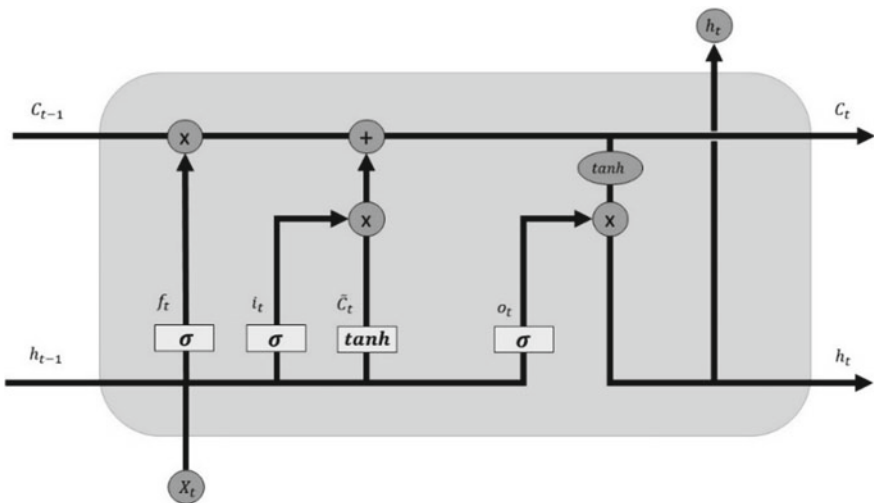 h_t
C_{t-1}
C_t
x
+
tanh
x
x
f_t
i_t
C̃_t
o_t
σ
σ
tanh
σ
h_{t-1}
h_t
X_t